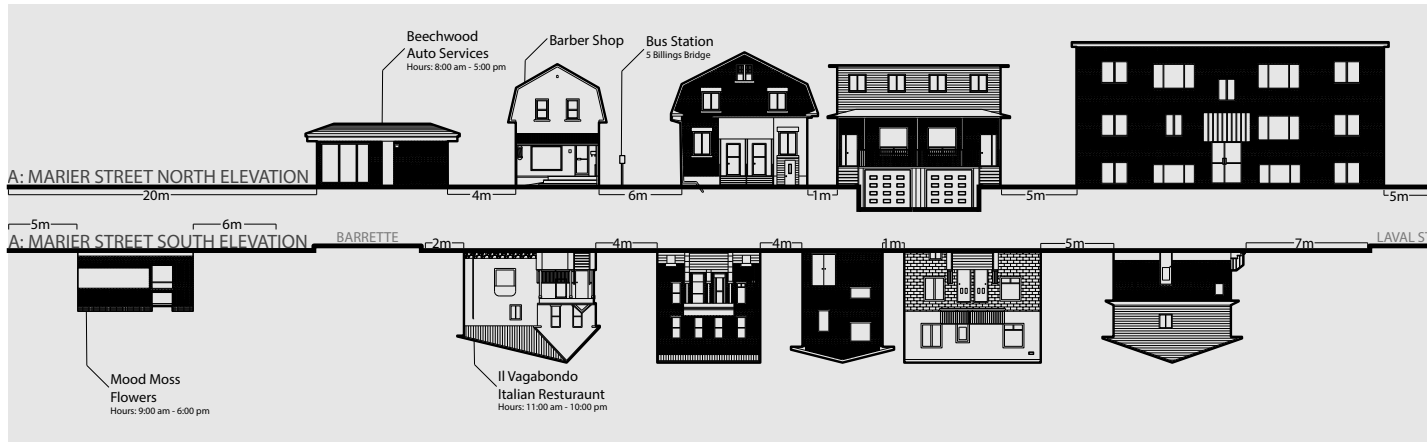 Beechwood
Auto Services
Hours: 8:00 am - 5:00 pm
Barber Shop
Bus Station
5 Billings Bridge
A: MARIER STREET NORTH ELEVATION
20m
4m
6m
1m
5m
5m
5m
6m
A: MARIER STREET SOUTH ELEVATION
BARRETTE
2m
4m
4m
1m
5m
7m
LAVAL ST
Mood Moss
Flowers
Hours: 9:00 am - 6:00 pm
Il Vagabondo
Italian Resturaunt
Hours: 11:00 am - 10:00 pm